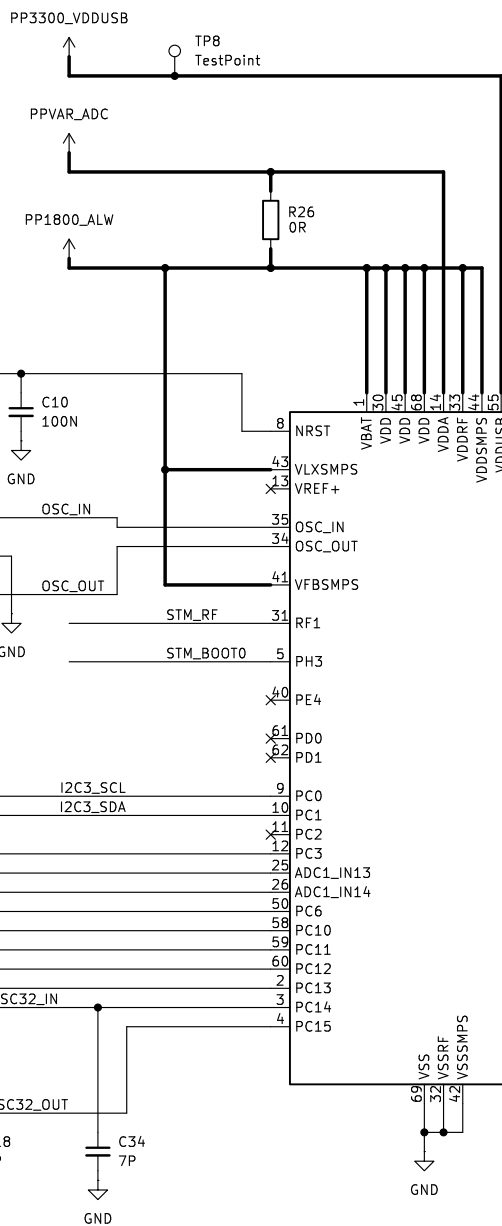 PP3300_VDDUSB
TP8
TestPoint
PPVAR_ADC
R26
0R
PP1800_ALW
C10
100N
GND
1
30
45
68
14
33
44
55
VBAT
VDD
VDD
VDD
VDDA
VDDRF
VDDSMPS
VDDUSB
8 NRST
43 VLXSMPS
13 VREF+
OSC_IN
35 OSC_IN
34 OSC_OUT
OSC_OUT
41 VFBSMPS
STM_RF
31 RF1
GND
STM_BOOT0
5 PH3
40 PE4
61 PD0
62 PD1
I2C3_SCL
9 PC0
I2C3_SDA
10 PC1
11 PC2
12 PC3
25 ADC1_IN13
26 ADC1_IN14
50 PC6
58 PC10
59 PC11
60 PC12
2 PC13
SC32_IN
3 PC14
4 PC15
VSS
VSSRF
VSSSMPS
69
32
42
SC32_OUT
8
P
C34
7P
GND
GND